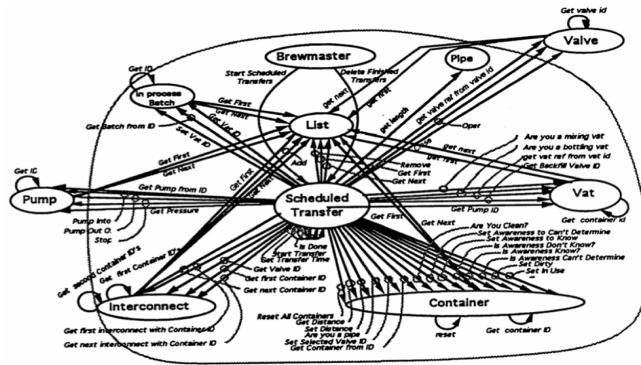 Get valve id
Valve
Brewmaster
Pipe
Get ID
Start Scheduled
Transfers
Delete Finished
Transfers
In process
Batch
Get First
Get Next
get next
get first
get length
get valve ref from valve id
Get Batch from ID
Set Vat ID
Get Vat ID
List
Open
Are you a mixing vat
Are you a bottling vat
get vat ref from vat id
Get Backfill Valve ID
get next
get first
Get First
Get Next
Add
Remove
Get First
Get Next
Get First
Pump
Get Pump from ID
Get Pressure
Pump Into
Pump Out O.
Stop
Scheduled
Transfer
Get First
Get Next
Get PumpID
Vat
Get container id
Is Done
Start Transfer
Get Transfer Time
Get Valve ID
Get first Container ID
Get next Container ID
Are You Clean?
Set Awareness to Can't Determine
Set Awareness to Know
Is Awareness Don't Know?
Is Awareness Know?
Is Awareness Can't Determine
Set Dirty
Set In Use
Get second Container ID's
Get first Container ID's
Interconnect
Get first interconnect with Container ID
Get next interconnect with Container ID
Reset All Containers
Get Distance
Set Distance
Are you a pipe
Set Selected Valve ID
Get Container from ID
Container
reset
Get container ID